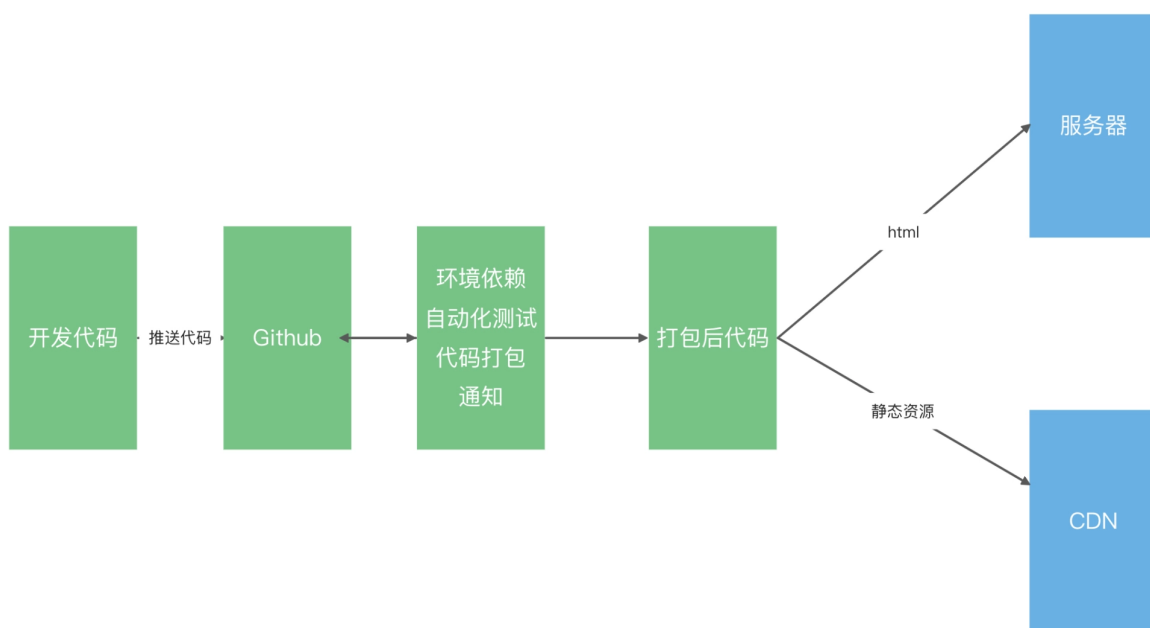 开发代码
推送代码
Github
环境依赖
自动化测试
代码打包
通知
打包后代码
html
服务器
静态资源
CDN